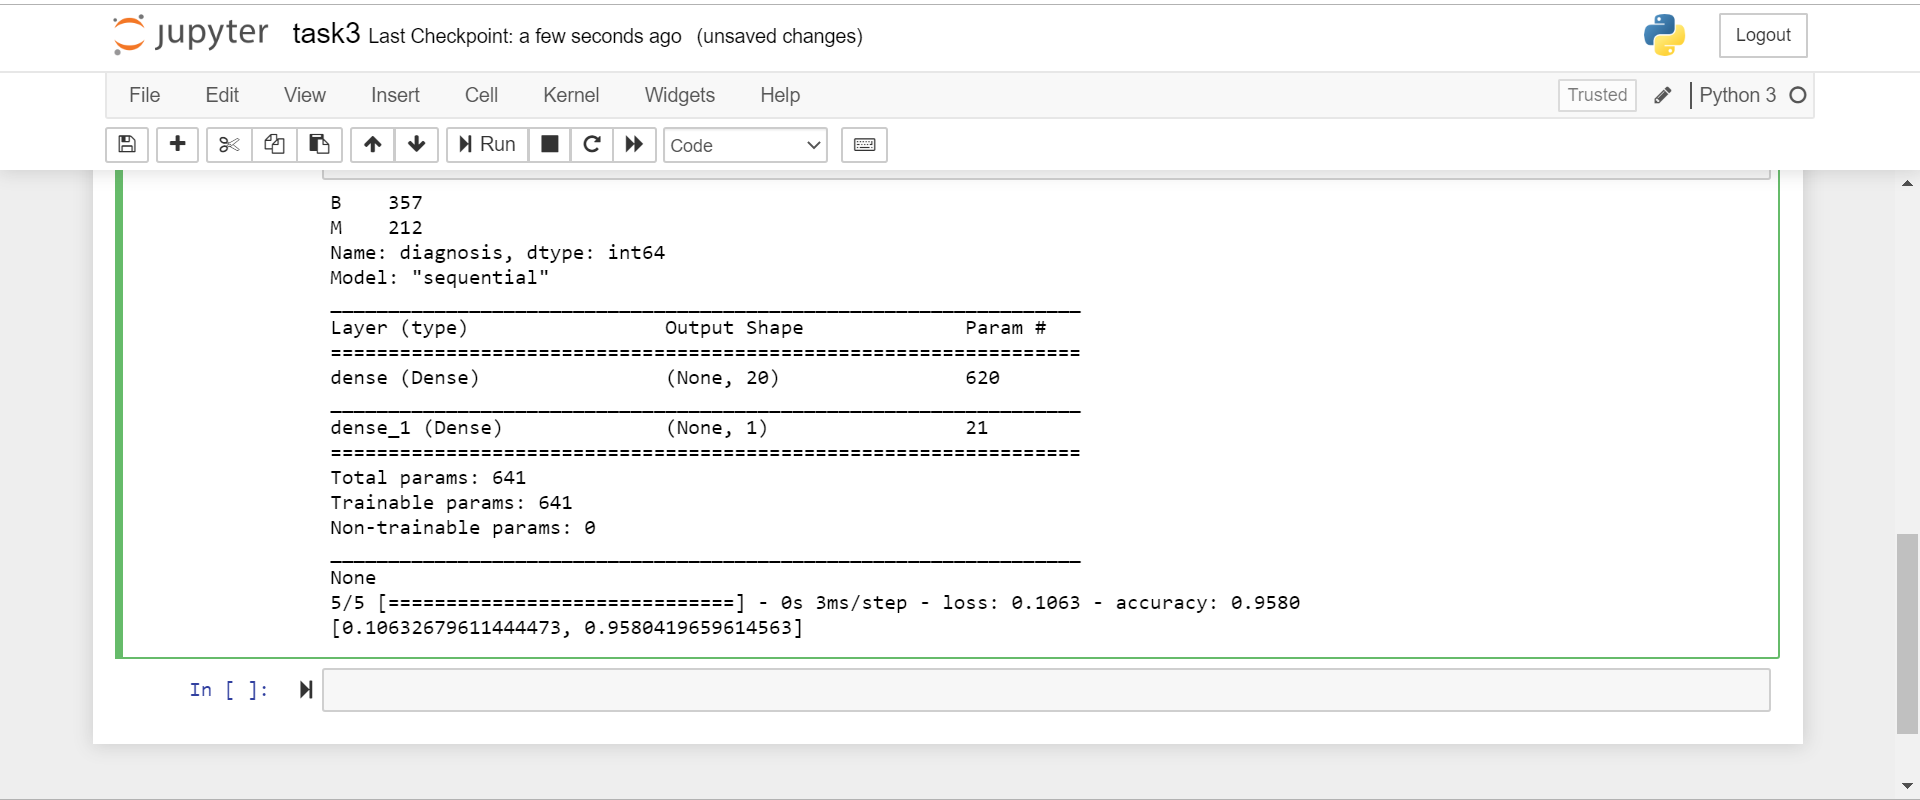 jupyter task3 Last Checkpoint: a few seconds ago (unsaved changes) Logout
File Edit View Insert Cell Kernel Widgets Help Trusted Python 3
Run Code
B    357
M    212
Name: diagnosis, dtype: int64
Model: "sequential"
_________________________________________________________________
Layer (type)                 Output Shape              Param #
=================================================================
dense (Dense)                (None, 20)                620
_________________________________________________________________
dense_1 (Dense)              (None, 1)                 21
=================================================================
Total params: 641
Trainable params: 641
Non-trainable params: 0
_________________________________________________________________
None
5/5 [==============================] - 0s 3ms/step - loss: 0.1063 - accuracy: 0.9580
[0.10632679611444473, 0.9580419659614563]
In [ ]: